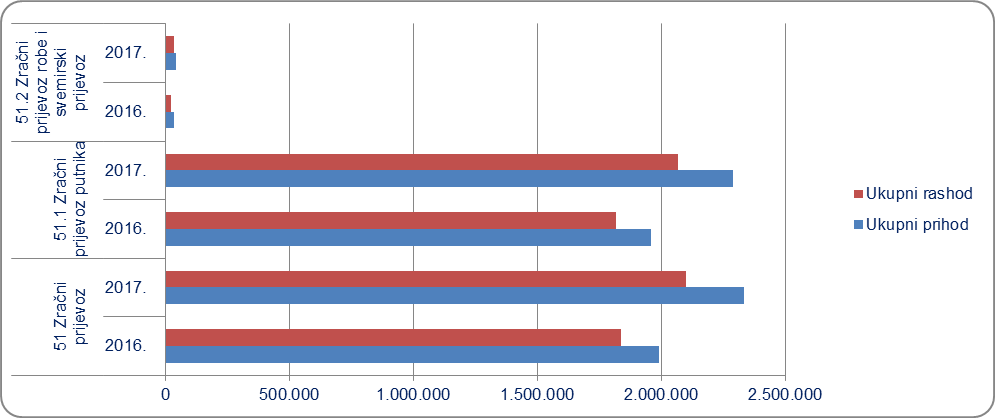 51.2 Zračni
prijevoz robe i
svemirski
prijevoz
2017.
2016.
51.1 Zračni
prijevoz putnika
2017.
2016.
51 Zračni
prijevoz
2017.
2016.
0
500.000
1.000.000
1.500.000
2.000.000
2.500.000
Ukupni rashod
Ukupni prihod